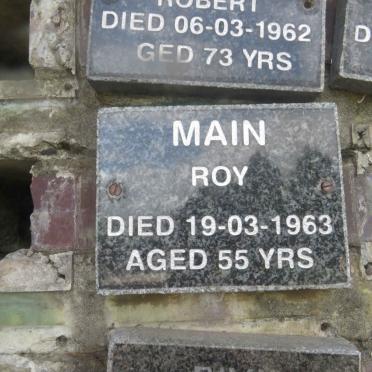 ROBERT
DIED 06-03-1962
GED 73 YRS
D
MAIN
ROY
DIED 19-03-1963
AGED 55 YRS